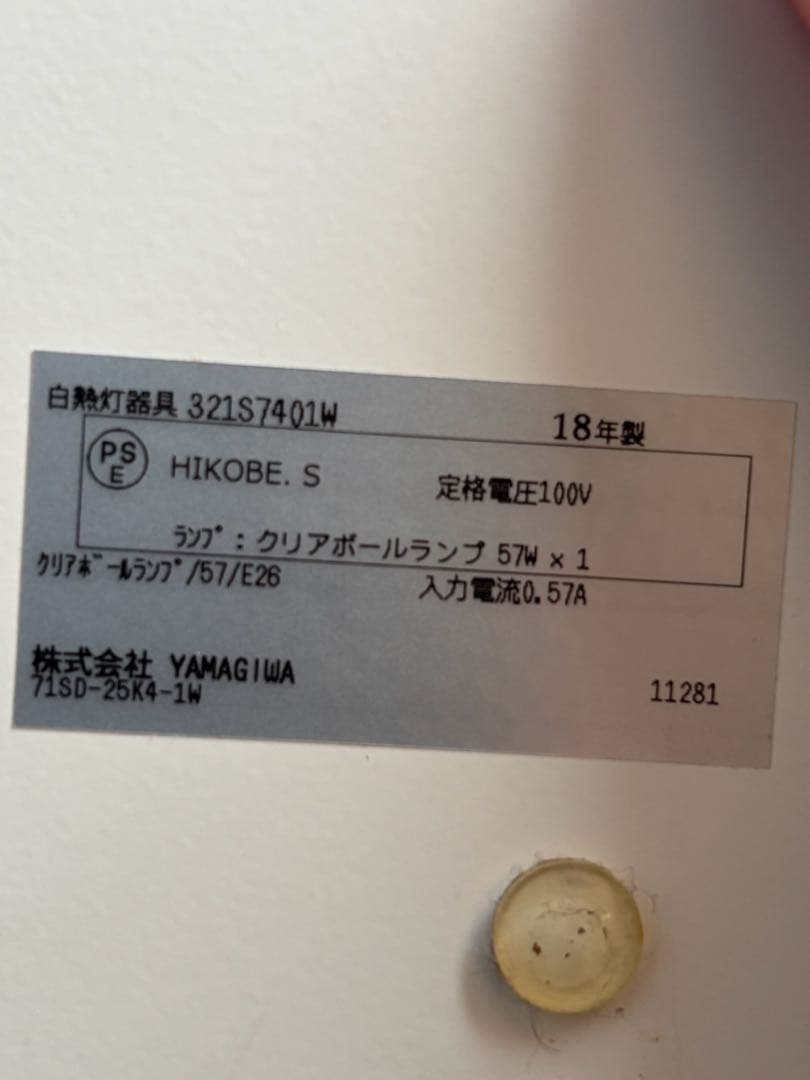 白熱灯器具 321S7401W 18年製
PS
E
HIKOBE. S 定格電圧100V
ﾗﾝﾌﾟ : クリアボールランプ 57W x 1
ｸﾘｱﾎﾞｰﾙﾗﾝﾌﾟ/57/E26 入力電流0.57A
株式会社 YAMAGIWA
71SD-25K4-1W 11281